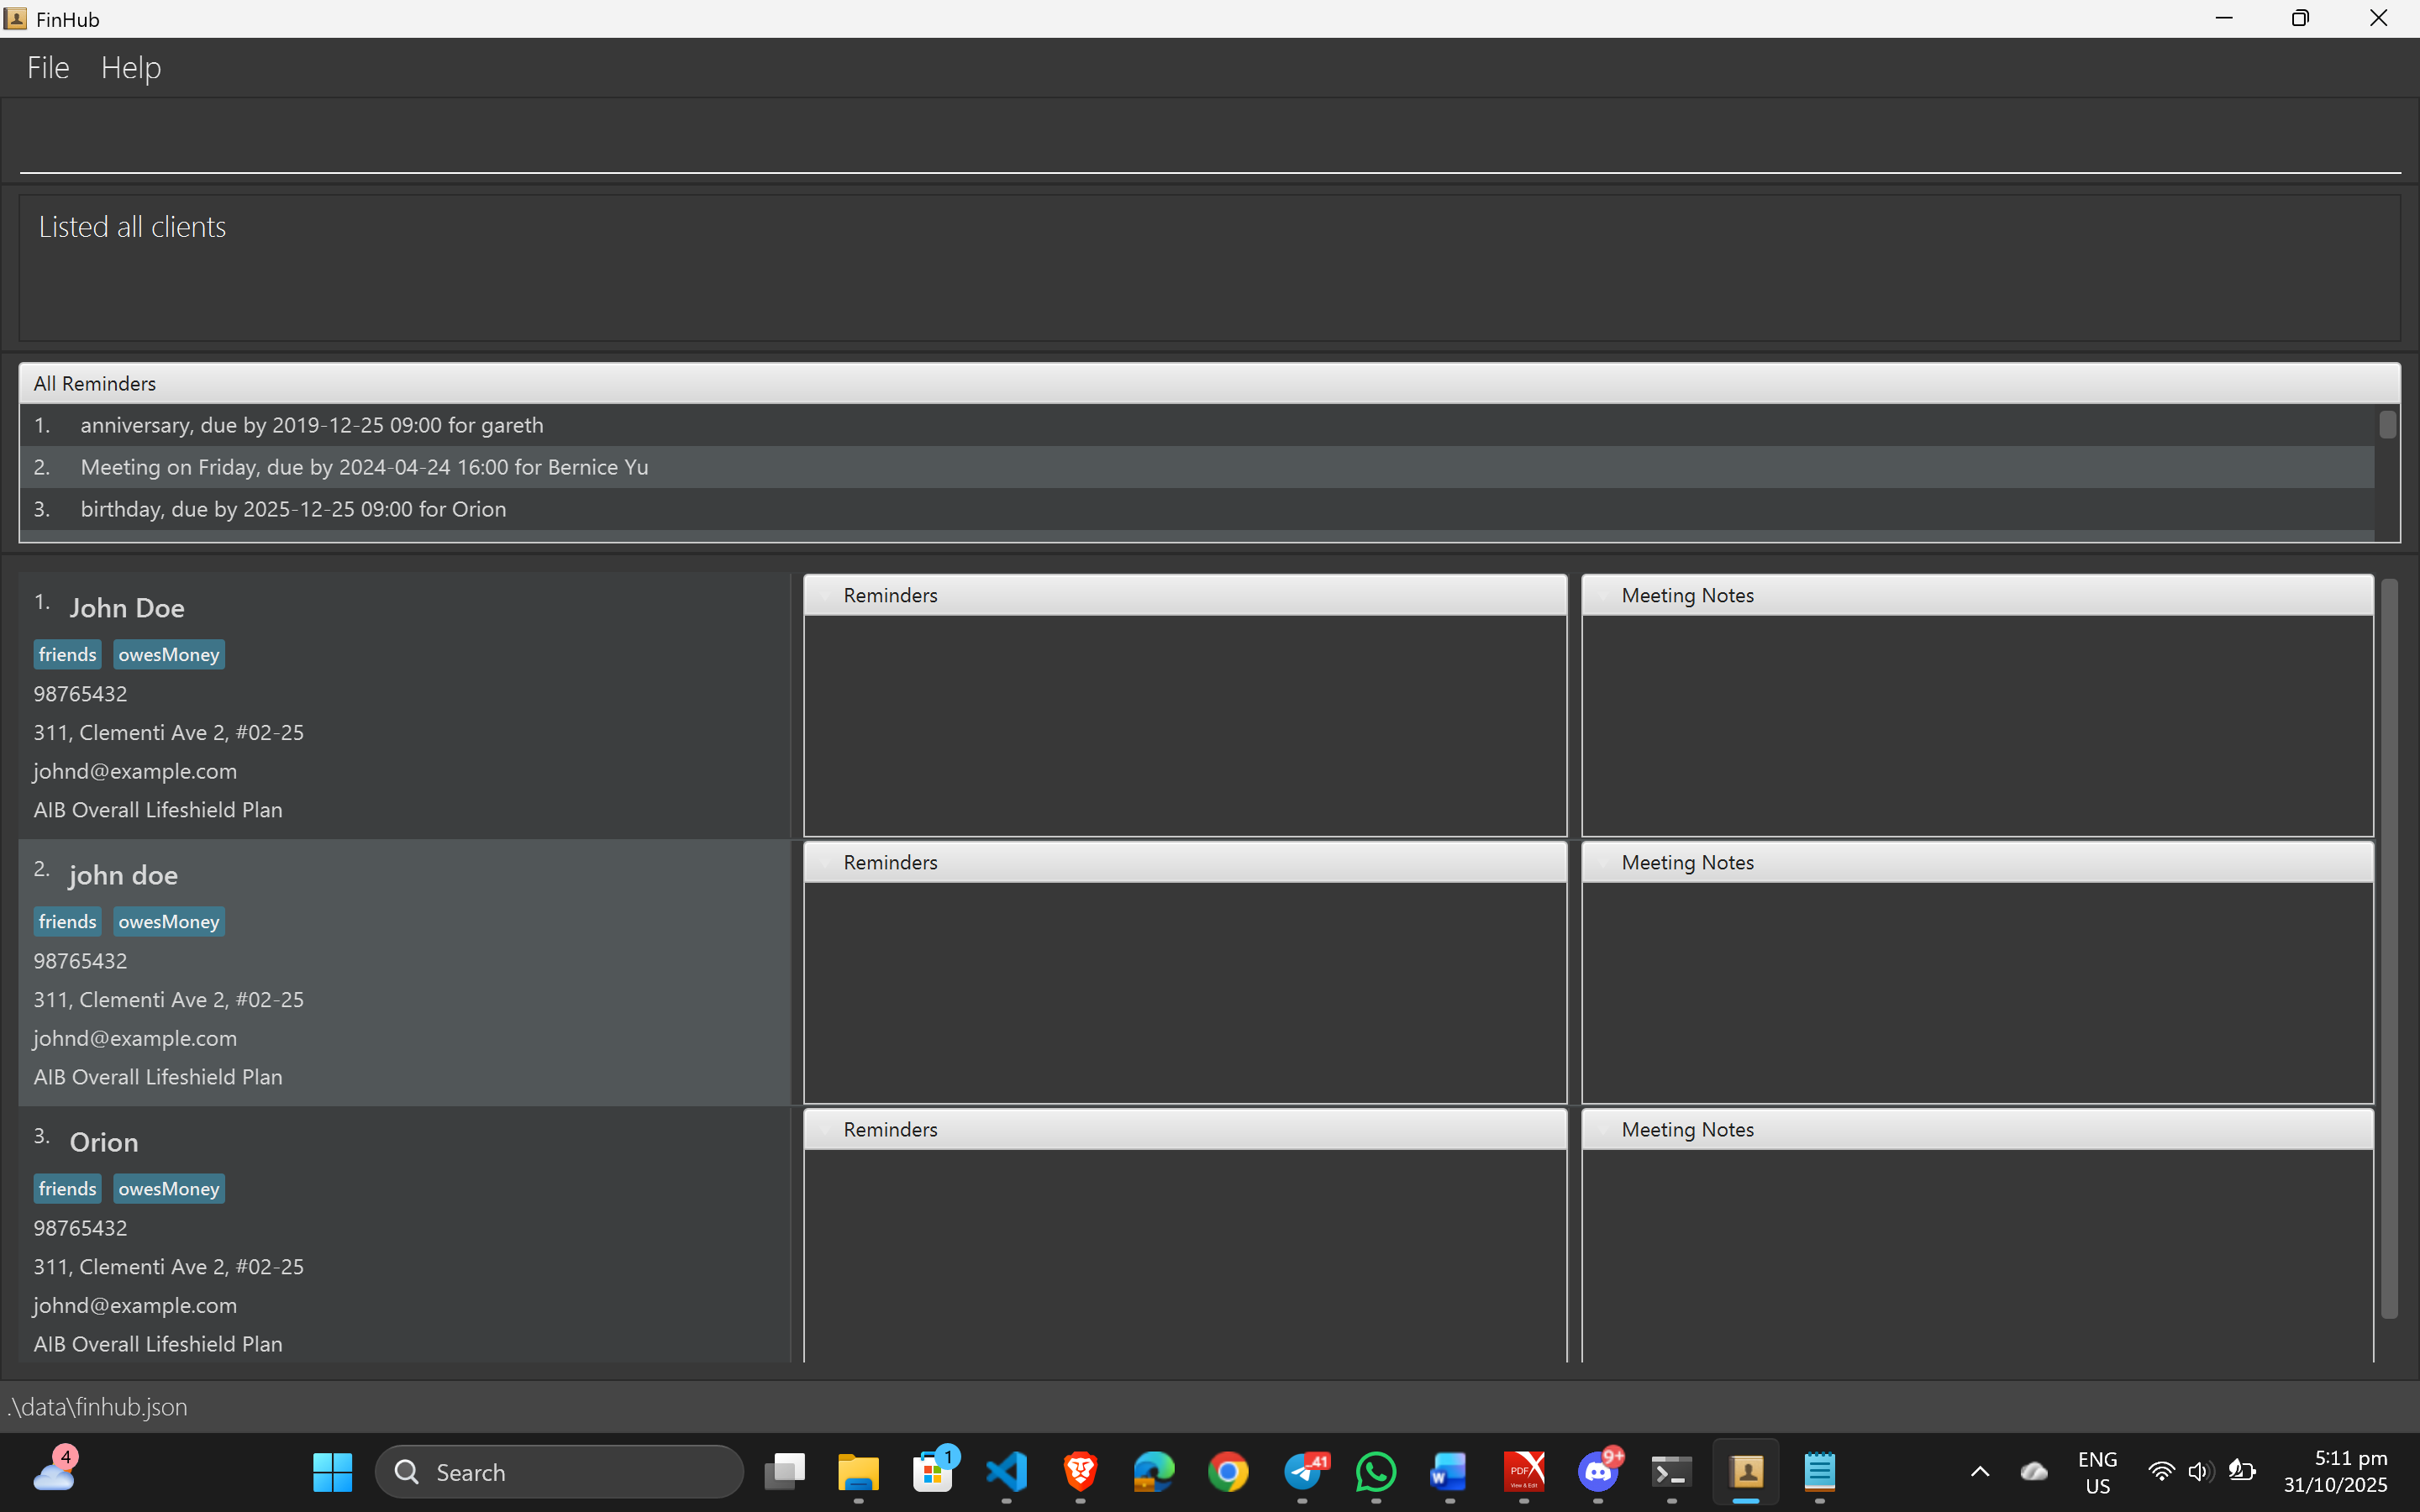 FinHub
File Help
Listed all clients
All Reminders
1. anniversary, due by 2019-12-25 09:00 for gareth
2. Meeting on Friday, due by 2024-04-24 16:00 for Bernice Yu
3. birthday, due by 2025-12-25 09:00 for Orion
1. John Doe
friends owesMoney
98765432
311, Clementi Ave 2, #02-25
johnd@example.com
AIB Overall Lifeshield Plan
Reminders
Meeting Notes
2. john doe
friends owesMoney
98765432
311, Clementi Ave 2, #02-25
johnd@example.com
AIB Overall Lifeshield Plan
Reminders
Meeting Notes
3. Orion
friends owesMoney
98765432
311, Clementi Ave 2, #02-25
johnd@example.com
AIB Overall Lifeshield Plan
Reminders
Meeting Notes
.\data\finhub.json
4
Search
1
41
W
PDF
View & Edit
9+
ENG
US
5:11 pm
31/10/2025